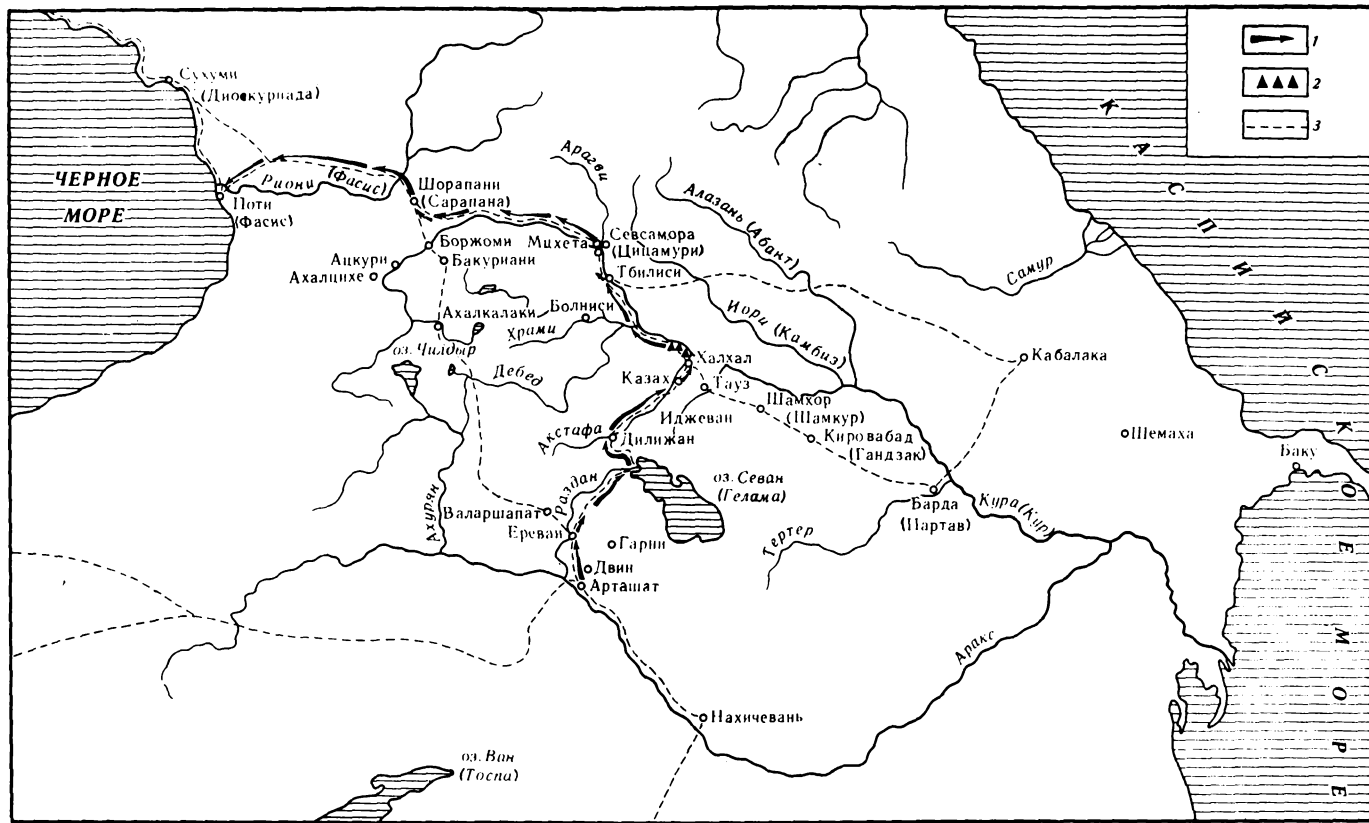 1
2
3
Сухуми
(Диоскуриада)
ЧЕРНОЕ
МОРЕ
Риони (Фасис)
Поти
(Фасис)
Шорапани
(Сарапана)
Арагви
Алазань (Абант)
КАСПИЙСКОЕ МОРЕ
Самур
Мцхета
Севсамора
(Цицамури)
Боржоми
Бакуриани
Ацкури
Ахалцихе
Тбилиси
Иори (Камбиз)
Ахалкалаки
Болниси
Храми
оз. Чилдыр
Дебед
Халхал
Казах
Тауз
Кабалака
Шамхор
(Шамкур)
Иджеван
Акстафа
Дилижан
Кировабад
(Гандзак)
Шемаха
Баку
оз. Севан
(Гелама)
Раздан
Барда
(Партав)
Кура (Кур)
Ахурян
Валаршапат
Ереван
Гарни
Тертер
Двин
Арташат
Аракс
Нахичевань
оз. Ван
(Тоспа)